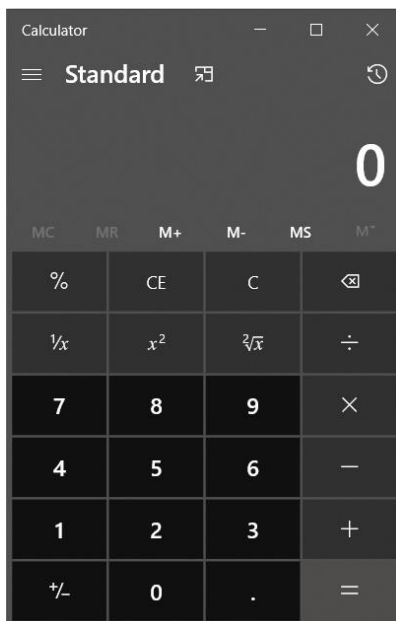 Calculator
Standard
0
MC MR M+ M- MS M˅
% CE C
¹/x x² ²√x ÷
7 8 9 ×
4 5 6 −
1 2 3 +
+/− 0 . =